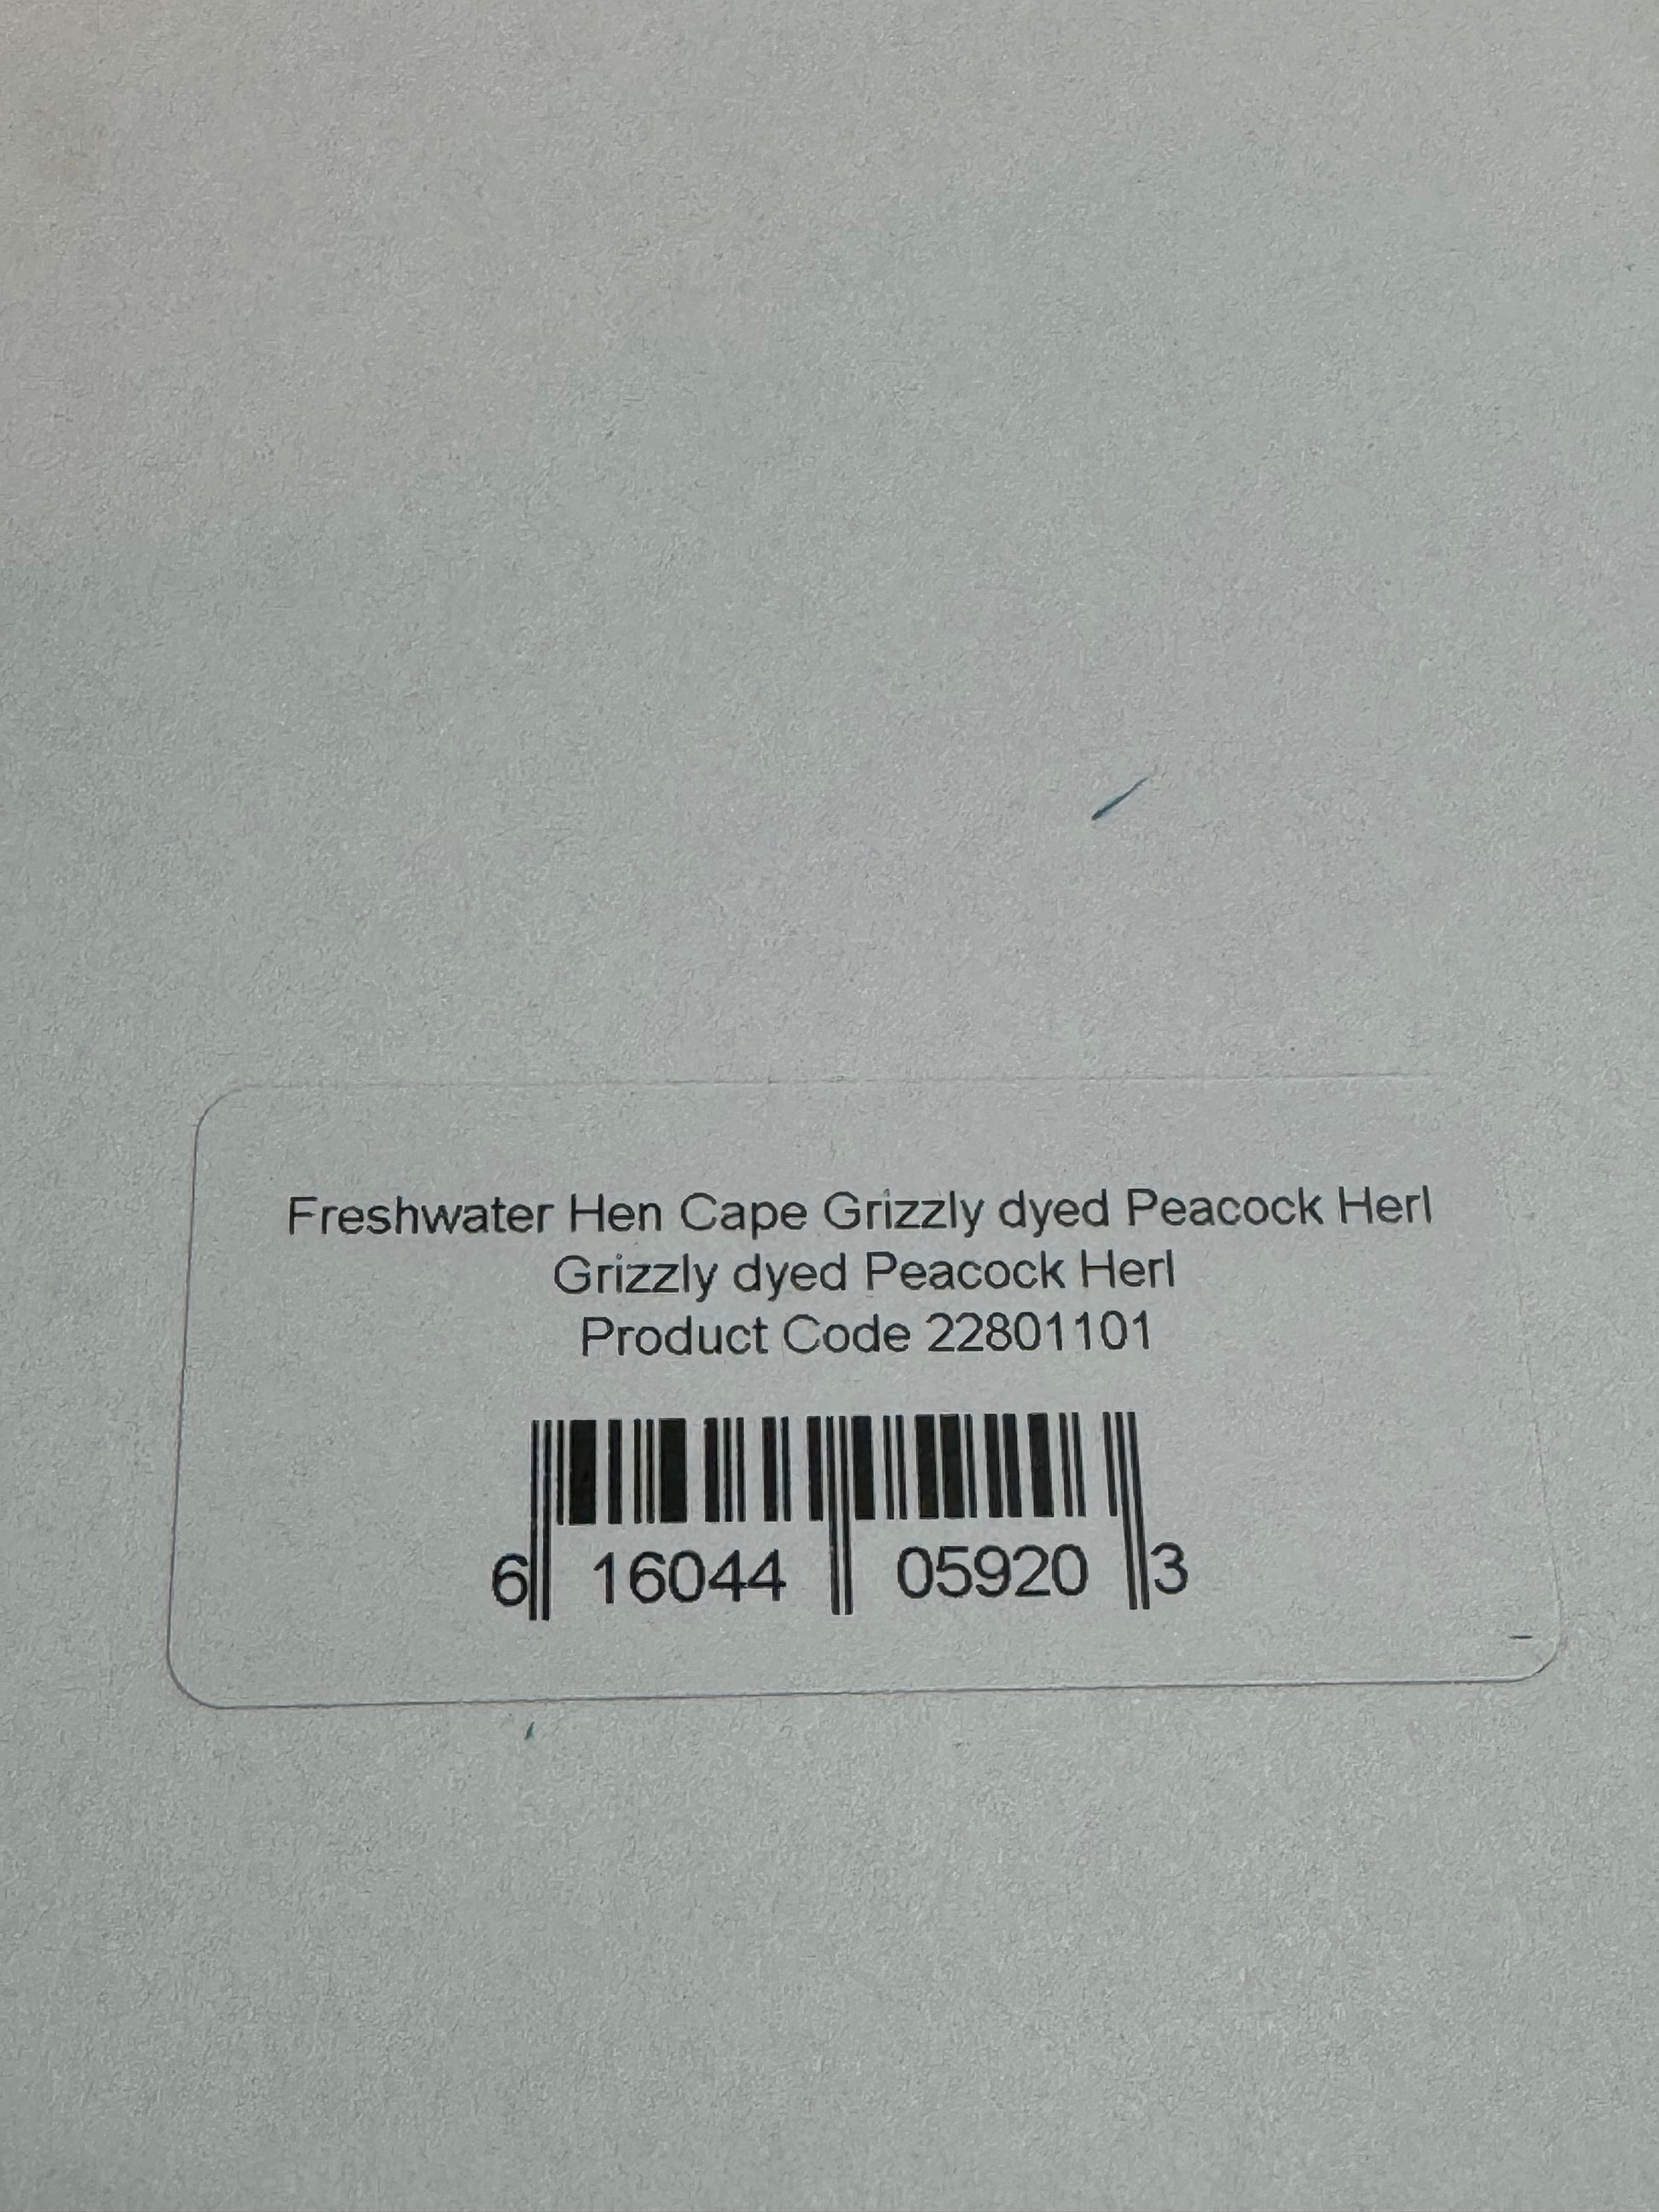 Freshwater Hen Cape Grizzly dyed Peacock Herl
Grizzly dyed Peacock Herl
Product Code 22801101
6 16044 05920 3